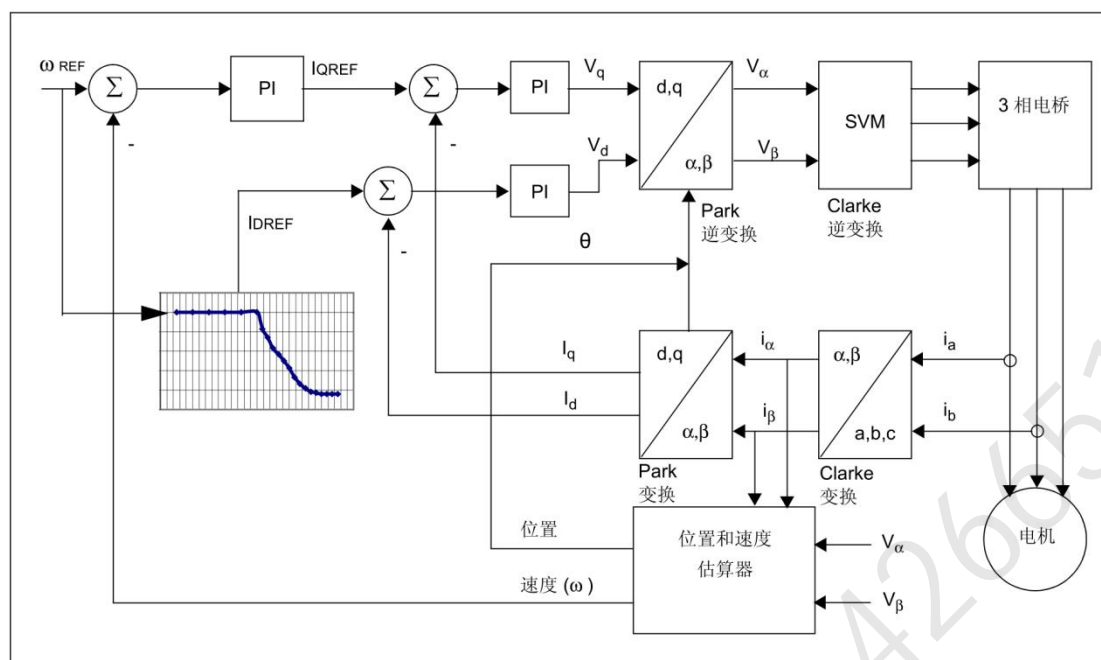 ω REF
Σ
PI
IQREF
Σ
PI
Vq
d,q
α,β
Park
逆变换
Vα
Vβ
SVM
Clarke
逆变换
3 相电桥
-
-
Σ
PI
Vd
IDREF
-
θ
Iq
Id
d,q
α,β
Park
变换
iα
iβ
α,β
a,b,c
Clarke
变换
ia
ib
位置
速度 (ω)
位置和速度
估算器
Vα
Vβ
电机